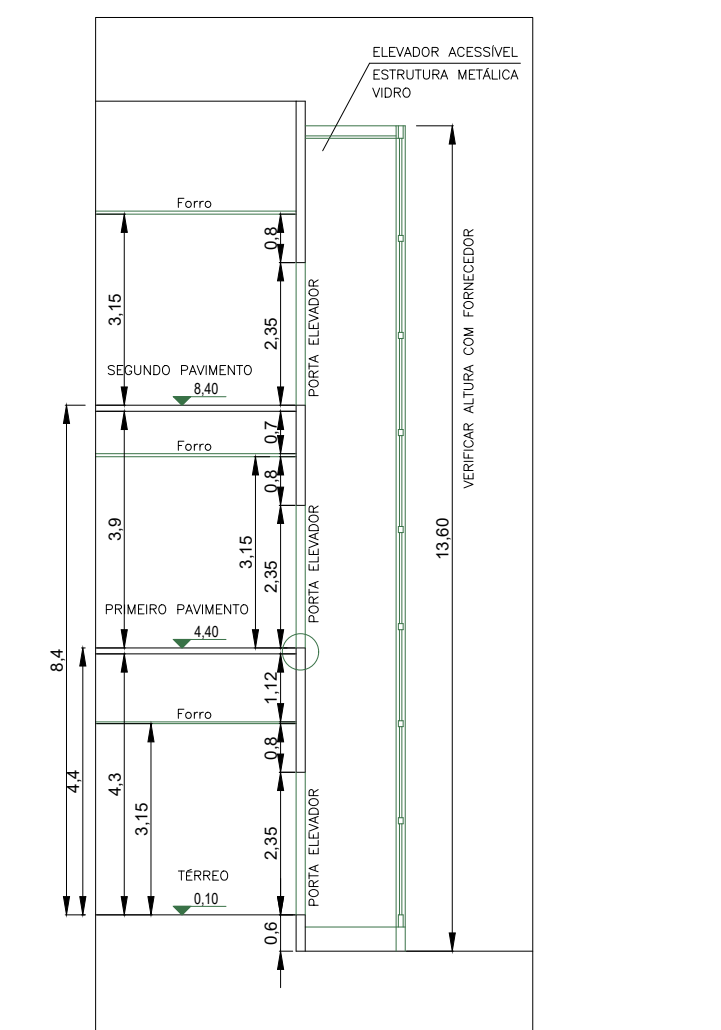 ELEVADOR ACESSÍVEL
ESTRUTURA METÁLICA
VIDRO
Forro
0,8
3,15
2,35
PORTA ELEVADOR
VERIFICAR ALTURA COM FORNECEDOR
SEGUNDO PAVIMENTO
8,40
0,7
Forro
0,8
3,9
3,15
2,35
PORTA ELEVADOR
13,60
PRIMEIRO PAVIMENTO
4,40
8,4
1,12
Forro
0,8
4,4
4,3
3,15
2,35
PORTA ELEVADOR
TÉRREO
0,10
0,6